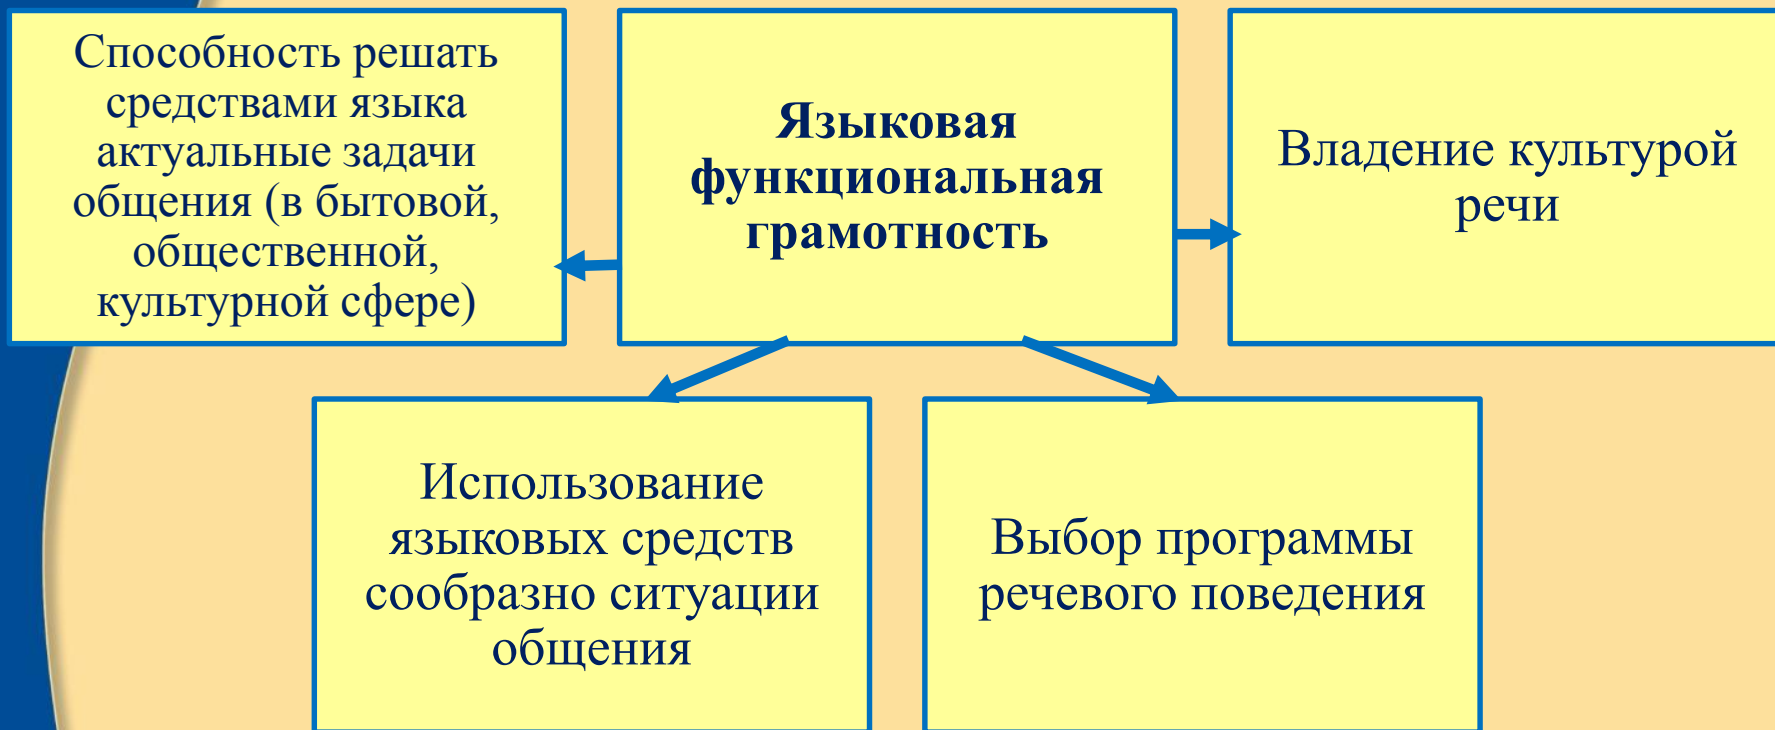 Способность решать
средствами языка
актуальные задачи
общения (в бытовой,
общественной,
культурной сфере)
Языковая
функциональная
грамотность
Владение культурой
речи
Использование
языковых средств
сообразно ситуации
общения
Выбор программы
речевого поведения